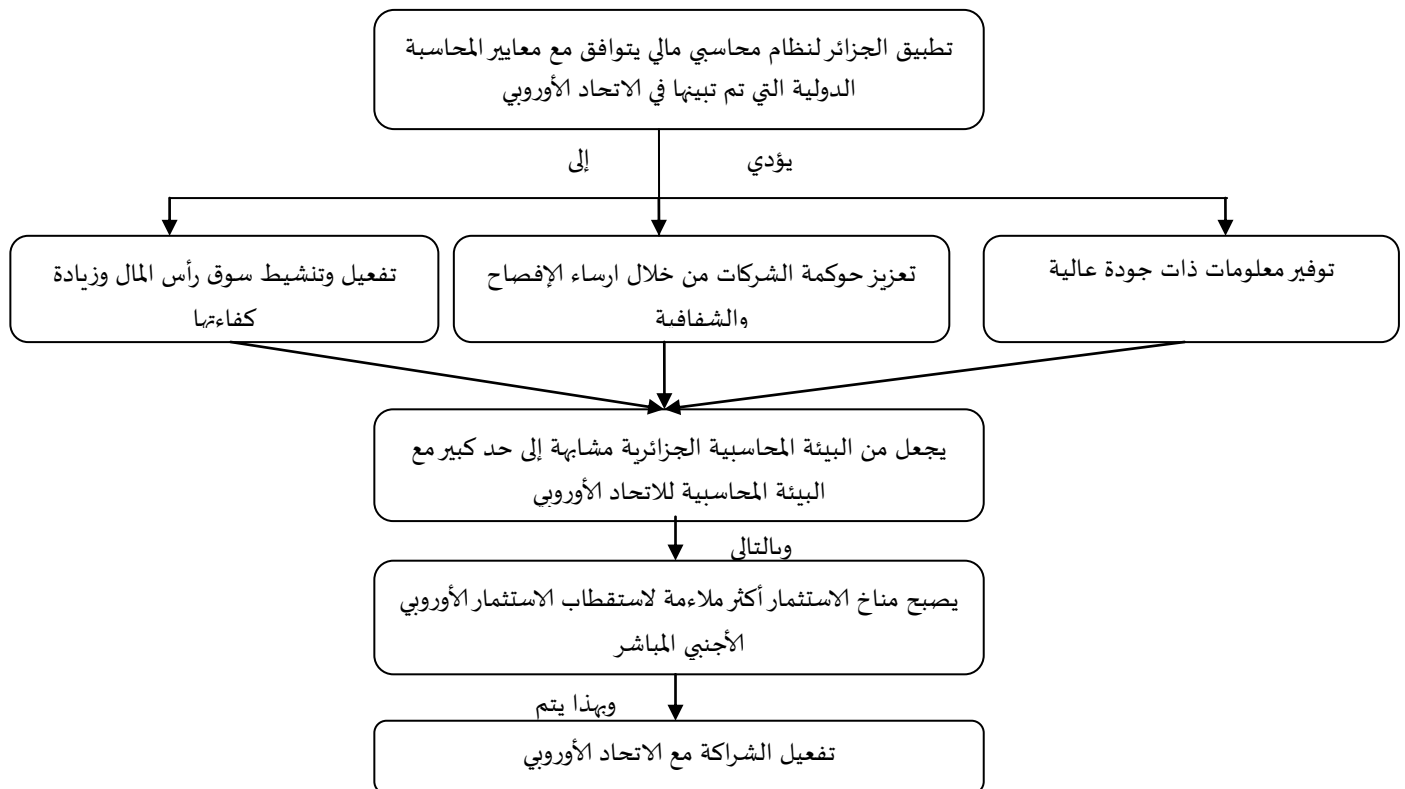 تطبيق الجزائر لنظام محاسبي مالي يتوافق مع معايير المحاسبة
الدولية التي تم تبينها في الاتحاد الأوروبي
يؤدي
إلى
توفير معلومات ذات جودة عالية
تعزيز حوكمة الشركات من خلال ارساء الإفصاح
والشفافية
تفعيل وتنشيط سوق رأس المال وزيادة
كفاءتها
يجعل من البيئة المحاسبية الجزائرية مشابهة إلى حد كبير مع
البيئة المحاسبية للاتحاد الأوروبي
وبالتالي
يصبح مناخ الاستثمار أكثر ملاءمة لاستقطاب الاستثمار الأوروبي
الأجنبي المباشر
وبهذا يتم
تفعيل الشراكة مع الاتحاد الأوروبي